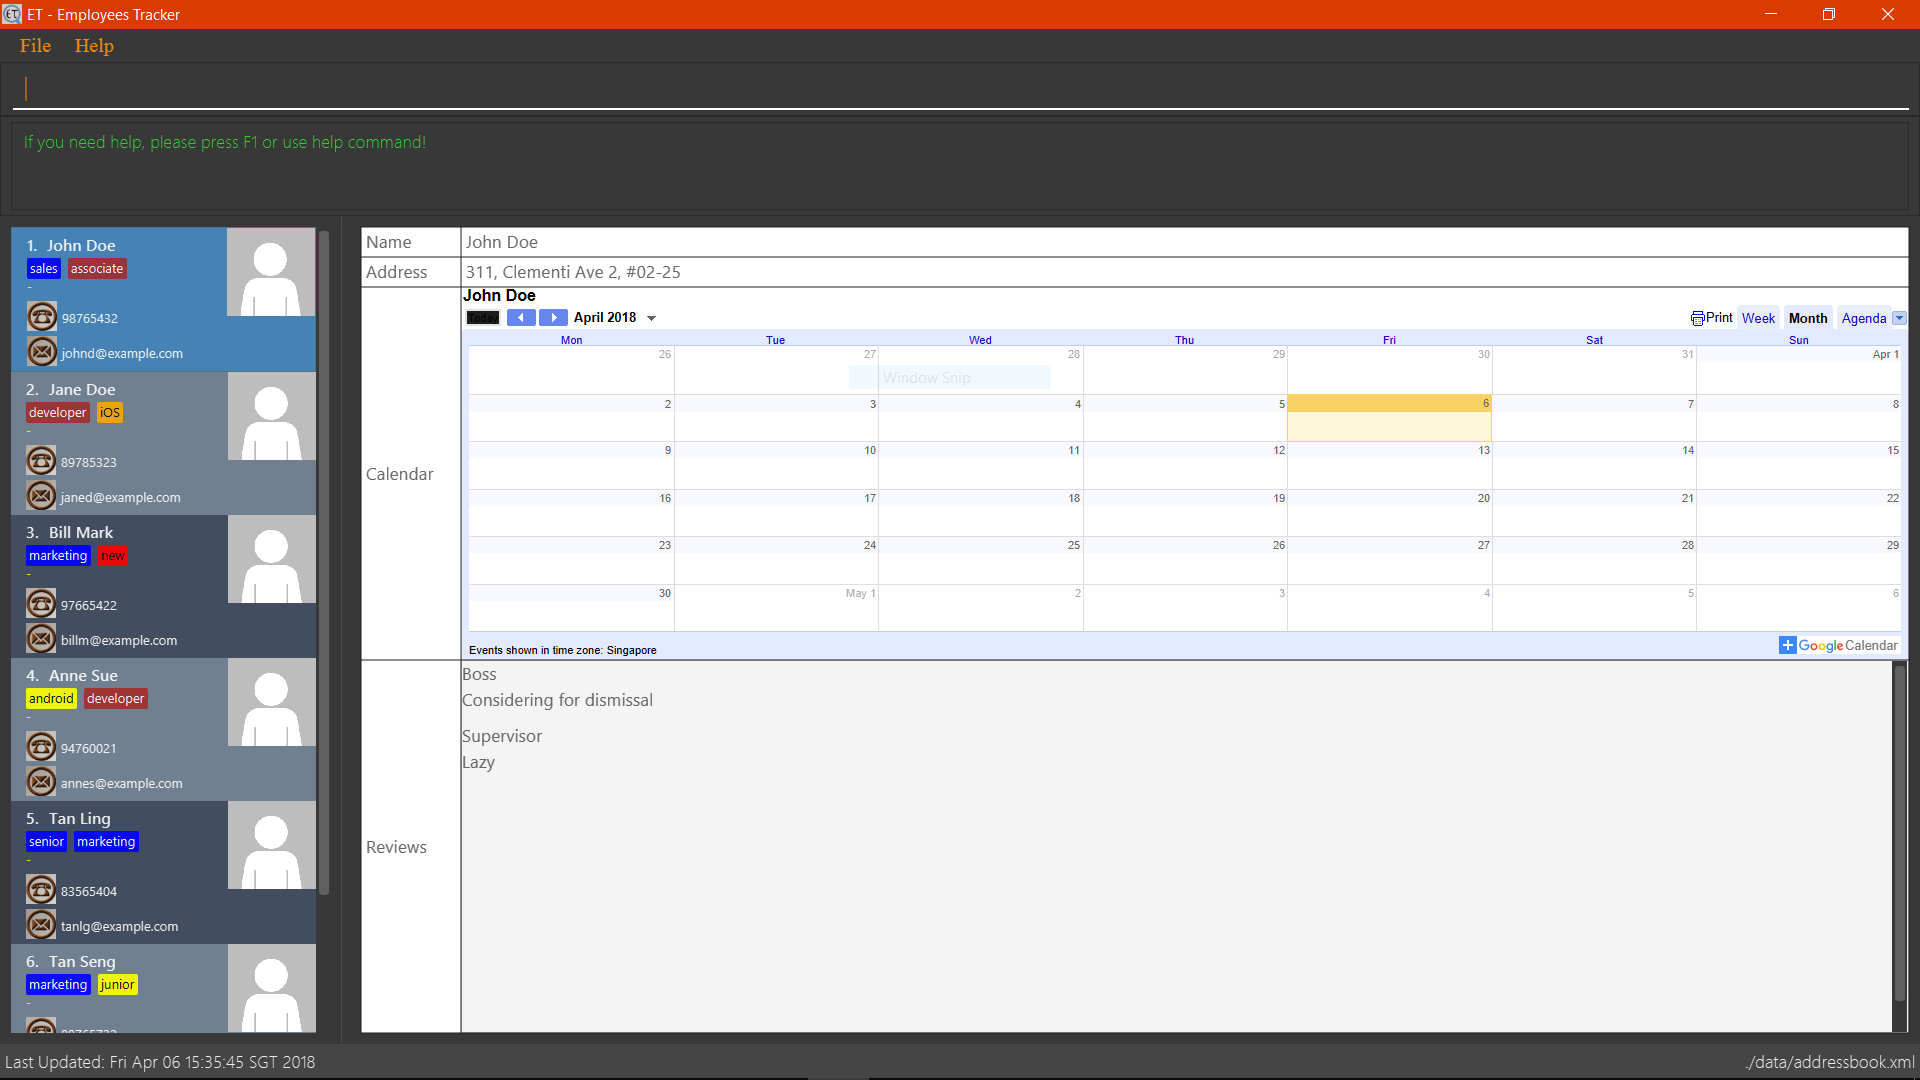 ET - Employees Tracker
File Help
If you need help, please press F1 or use help command!
1. John Doe
sales associate
-
98765432
johnd@example.com
2. Jane Doe
developer iOS
-
89785323
janed@example.com
3. Bill Mark
marketing new
-
97665422
billm@example.com
4. Anne Sue
android developer
-
94760021
annes@example.com
5. Tan Ling
senior marketing
-
83565404
tanlg@example.com
6. Tan Seng
marketing junior
-
Name John Doe
Address 311, Clementi Ave 2, #02-25
Calendar
John Doe
Today April 2018 Print Week Month Agenda
Mon Tue Wed Thu Fri Sat Sun
26 27 28 29 30 31 Apr 1
Window Snip
2 3 4 5 6 7 8
9 10 11 12 13 14 15
16 17 18 19 20 21 22
23 24 25 26 27 28 29
30 May 1 2 3 4 5 6
Events shown in time zone: Singapore
Google Calendar
Reviews
Boss
Considering for dismissal
Supervisor
Lazy
Last Updated: Fri Apr 06 15:35:45 SGT 2018
./data/addressbook.xml